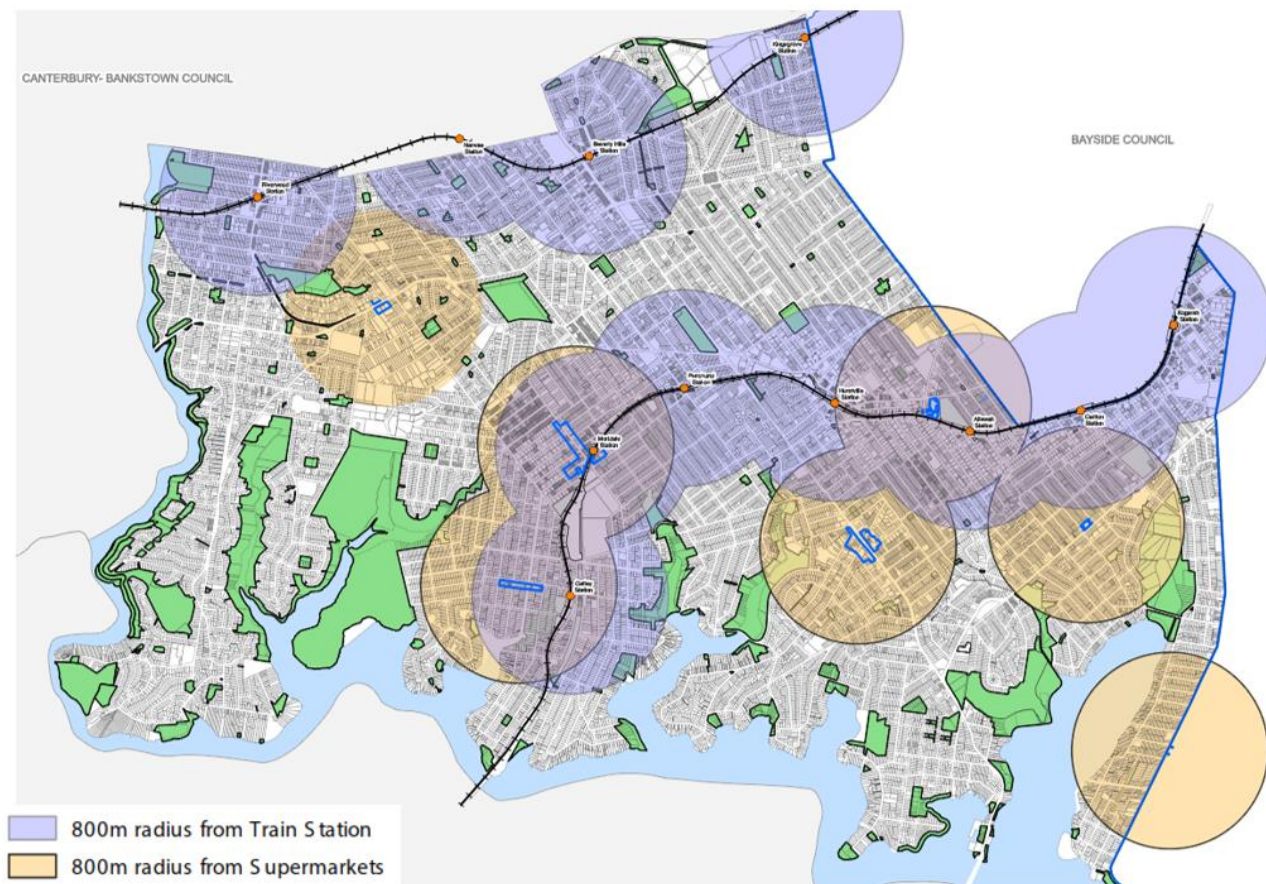 Kingsgrove
Station
CANTERBURY- BANKSTOWN COUNCIL
BAYSIDE COUNCIL
Narwee
Station
Beverly Hills
Station
Riverwood
Station
Kogarah
Station
Penshurst
Station
Hurstville
Station
Carlton
Station
Allawah
Station
Mortdale
Station
Oatley
Station
800m radius from Train Station
800m radius from Supermarkets